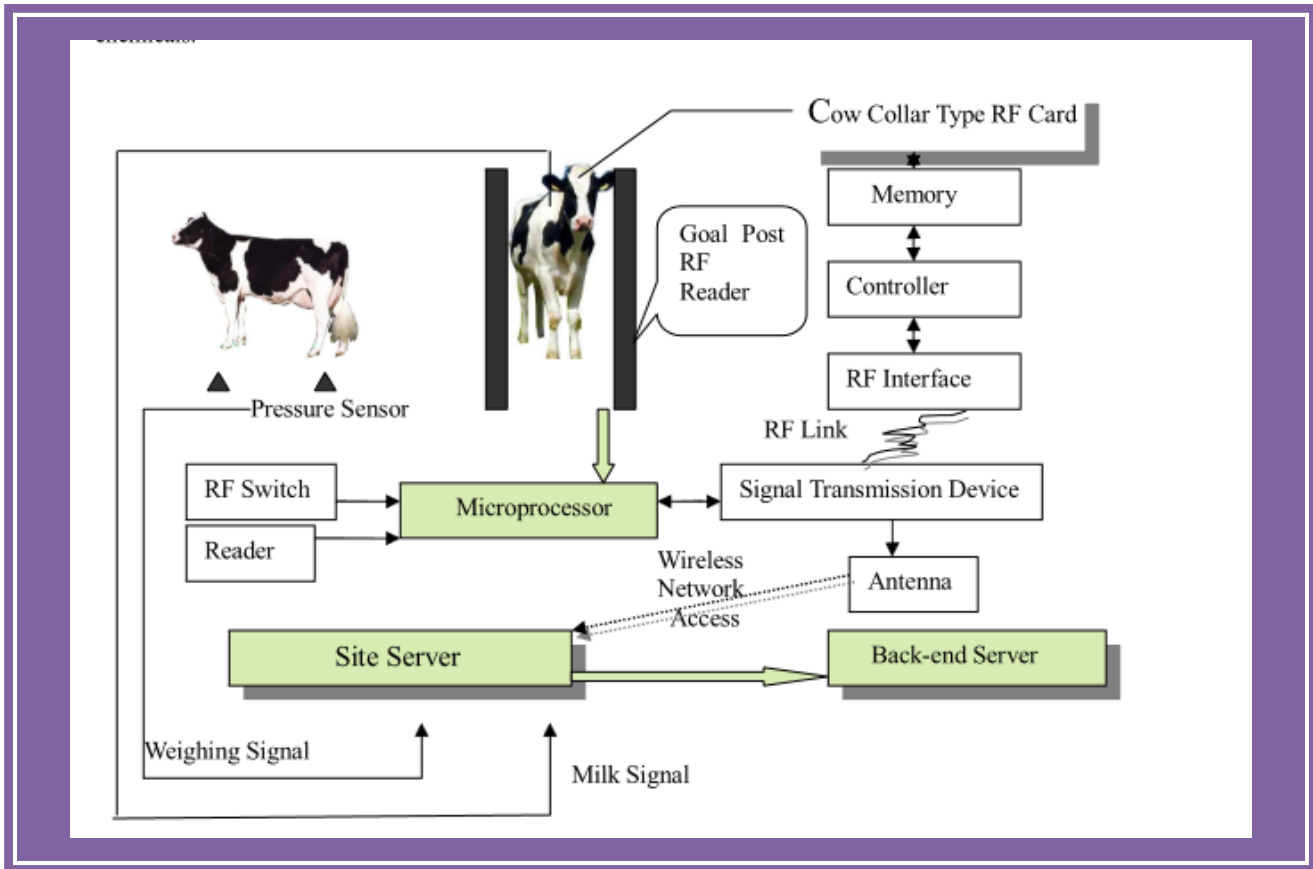 Cow Collar Type RF Card
Memory
Goal Post
RF
Reader
Controller
RF Interface
Pressure Sensor
RF Link
RF Switch
Microprocessor
Signal Transmission Device
Reader
Wireless
Network
Access
Antenna
Site Server
Back-end Server
Weighing Signal
Milk Signal